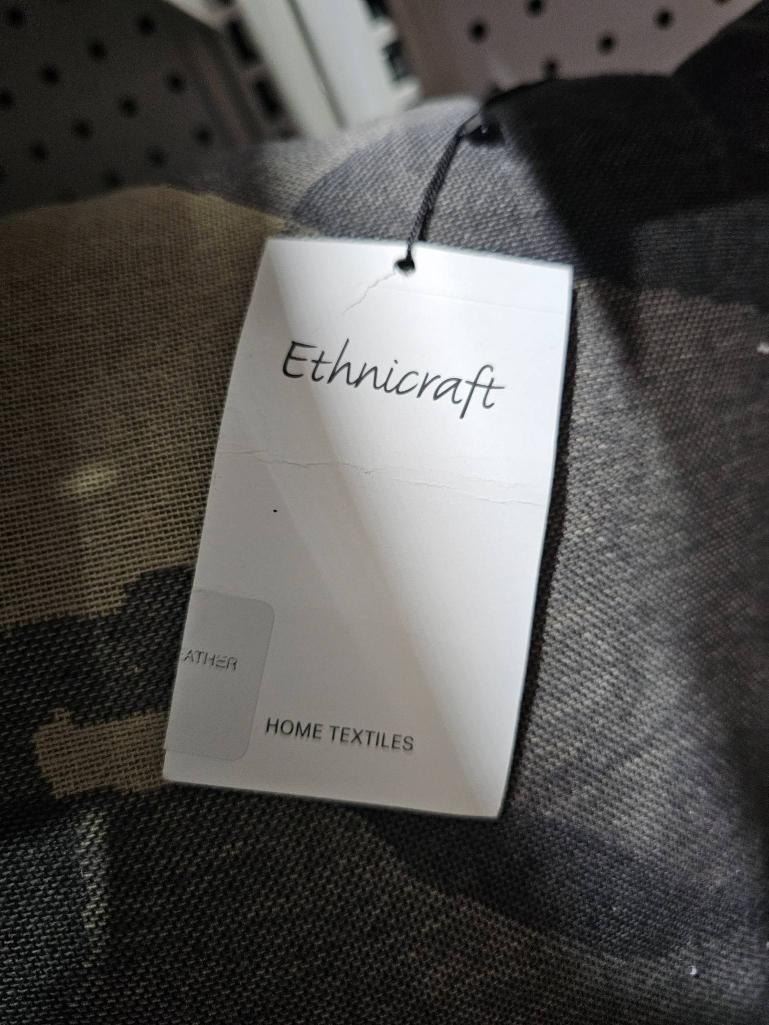 Ethnicraft
ATHER
HOME TEXTILES